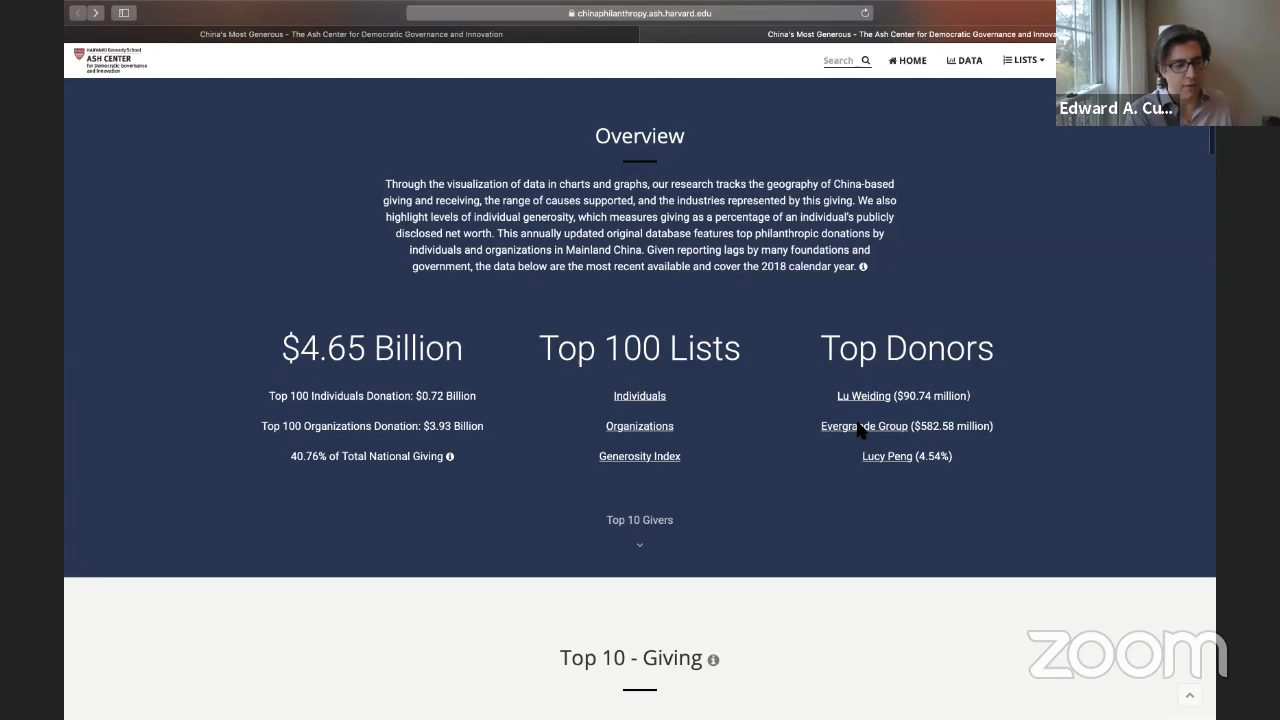 chinaphilanthropy.ash.harvard.edu
China's Most Generous - The Ash Center for Democratic Governance and Innovation
China's Most Generous - The Ash Center for Democratic Governance and Innova
HARVARD Kennedy School
ASH CENTER
for Democratic Governance
and Innovation
Search
HOME
DATA
LISTS
Edward A. Cu...
Overview
Through the visualization of data in charts and graphs, our research tracks the geography of China-based
giving and receiving, the range of causes supported, and the industries represented by this giving. We also
highlight levels of individual generosity, which measures giving as a percentage of an individual's publicly
disclosed net worth. This annually updated original database features top philanthropic donations by
individuals and organizations in Mainland China. Given reporting lags by many foundations and
government, the data below are the most recent available and cover the 2018 calendar year.
$4.65 Billion
Top 100 Individuals Donation: $0.72 Billion
Top 100 Organizations Donation: $3.93 Billion
40.76% of Total National Giving
Top 100 Lists
Individuals
Organizations
Generosity Index
Top Donors
Lu Weiding ($90.74 million)
Evergrande Group ($582.58 million)
Lucy Peng (4.54%)
Top 10 Givers
Top 10 - Giving
zoom